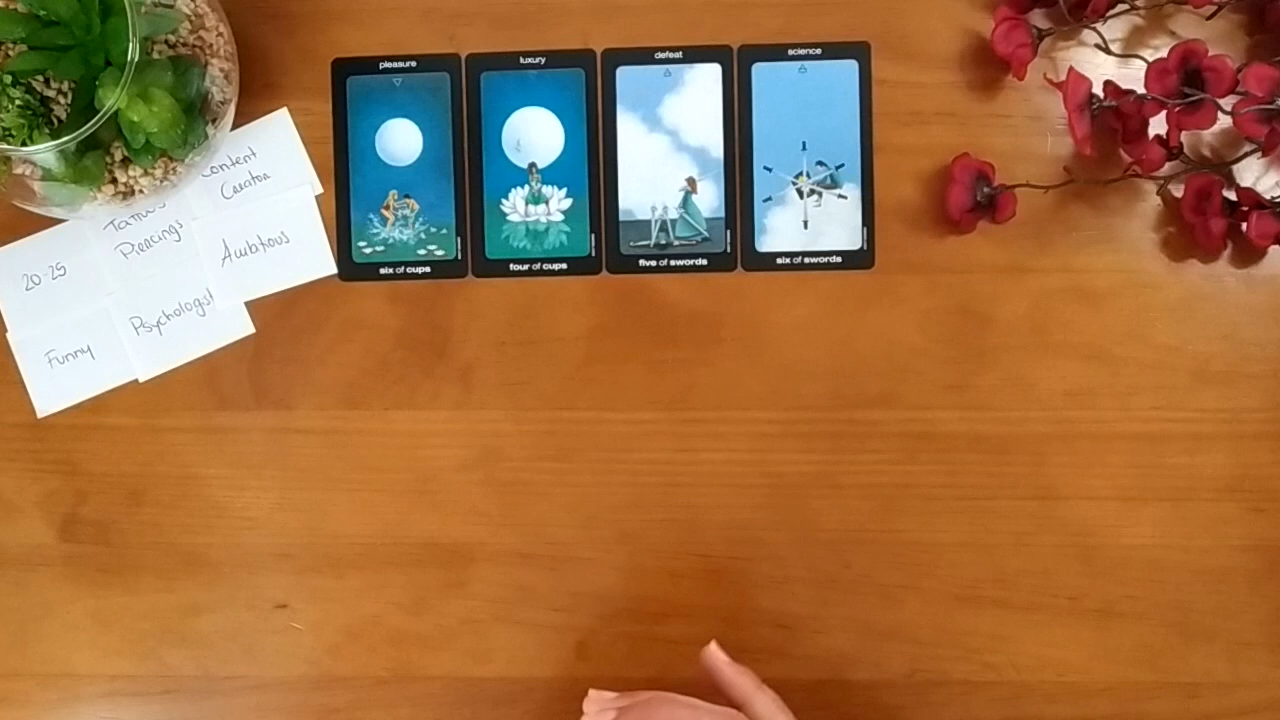 pleasure
six of cups
luxury
four of cups
defeat
five of swords
science
six of swords
Content
Creator
Tattoos
Piercings
Ambitious
20-25
Psychologist
Funny